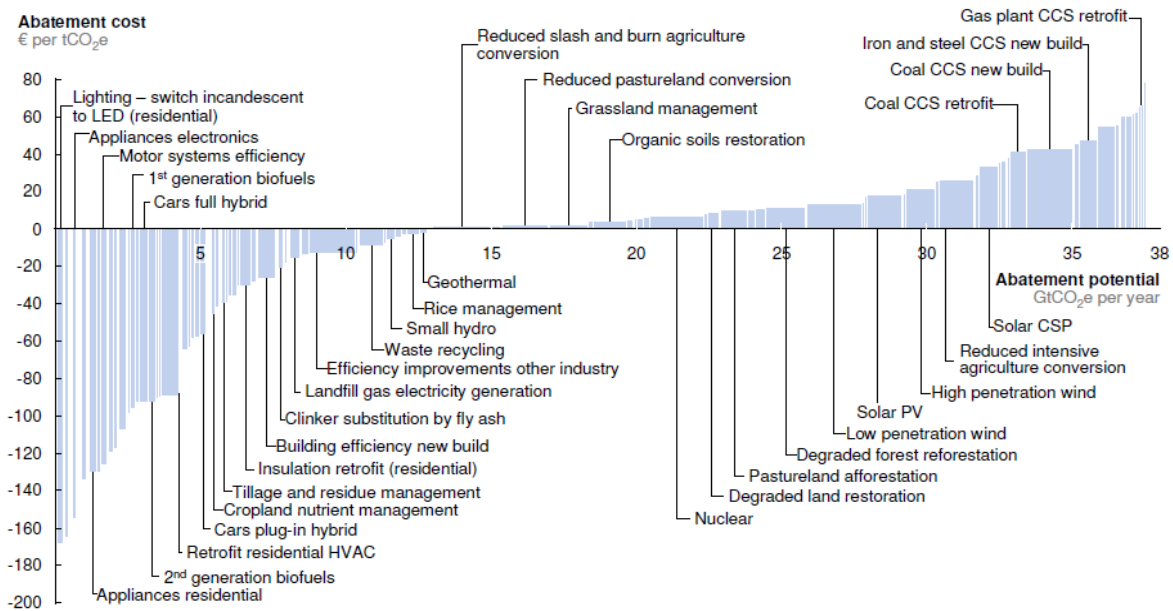 Abatement cost
€ per tCO2e
80
60
40
20
0
-20
-40
-60
-80
-100
-120
-140
-160
-180
-200
Lighting – switch incandescent
to LED (residential)
Appliances electronics
Motor systems efficiency
1st generation biofuels
Cars full hybrid
Reduced slash and burn agriculture
conversion
Reduced pastureland conversion
Grassland management
Organic soils restoration
Gas plant CCS retrofit
Iron and steel CCS new build
Coal CCS new build
Coal CCS retrofit
5
10
15
20
25
30
35
38
Abatement potential
GtCO2e per year
Geothermal
Rice management
Small hydro
Waste recycling
Efficiency improvements other industry
Landfill gas electricity generation
Clinker substitution by fly ash
Building efficiency new build
Insulation retrofit (residential)
Tillage and residue management
Cropland nutrient management
Cars plug-in hybrid
Retrofit residential HVAC
2nd generation biofuels
Appliances residential
Solar CSP
Reduced intensive
agriculture conversion
High penetration wind
Solar PV
Low penetration wind
Degraded forest reforestation
Pastureland afforestation
Degraded land restoration
Nuclear